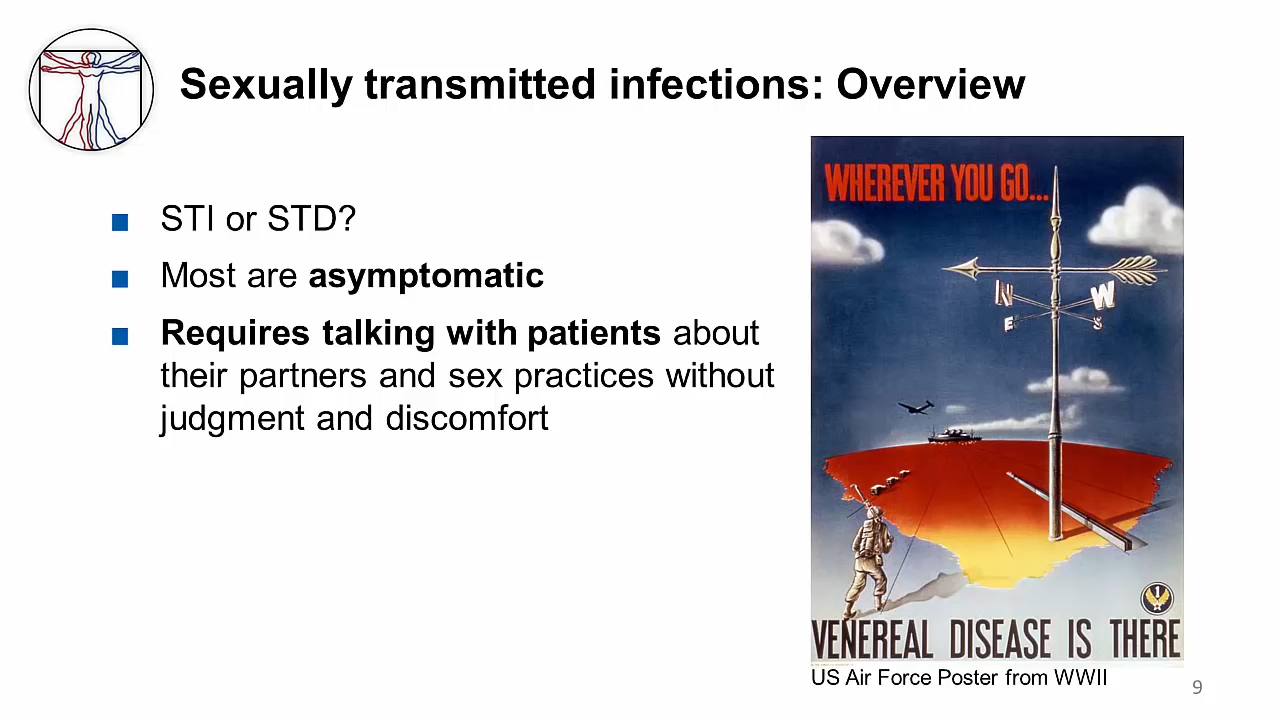 Sexually transmitted infections: Overview
■ STI or STD?
■ Most are asymptomatic
■ Requires talking with patients about
their partners and sex practices without
judgment and discomfort
WHEREVER YOU GO...
N W
E S
1
VENEREAL DISEASE IS THERE
US Air Force Poster from WWII
9